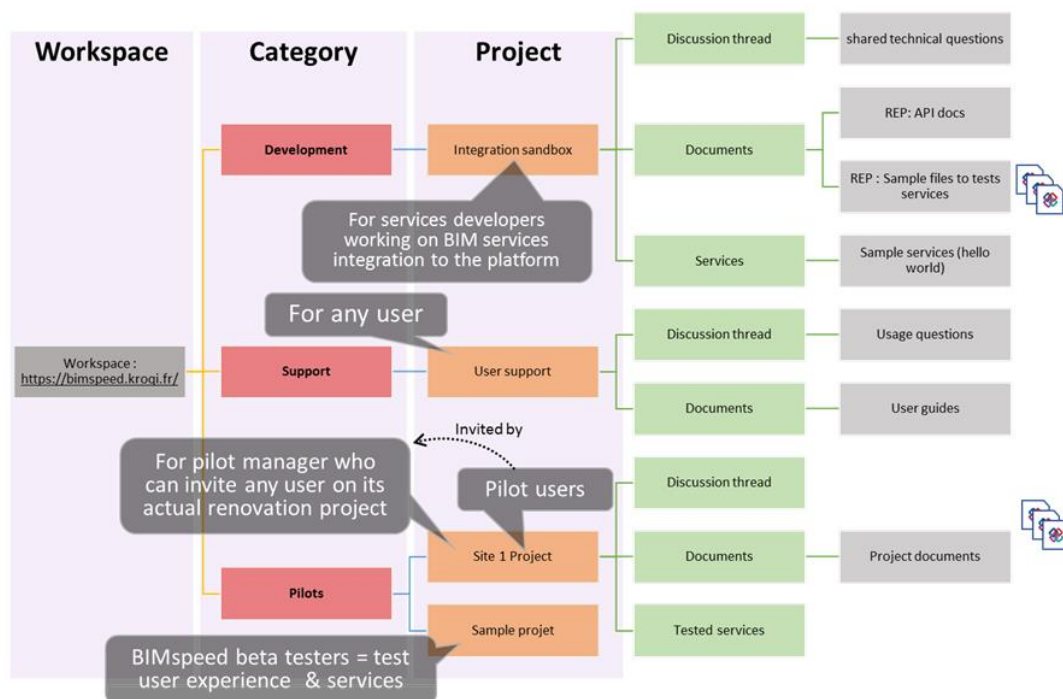 Workspace
Category
Project
Discussion thread
shared technical questions
REP: API docs
Development
Integration sandbox
Documents
REP : Sample files to tests
services
For services developers
working on BIM services
integration to the platform
Services
Sample services (hello
world)
For any user
Discussion thread
Usage questions
Workspace :
https://bimspeed.kroqi.fr/
Support
User support
Documents
User guides
Invited by
For pilot manager who
can invite any user on its
actual renovation project
Pilot users
Discussion thread
Site 1 Project
Documents
Project documents
Pilots
Sample projet
Tested services
BIMspeed beta testers = test
user experience & services